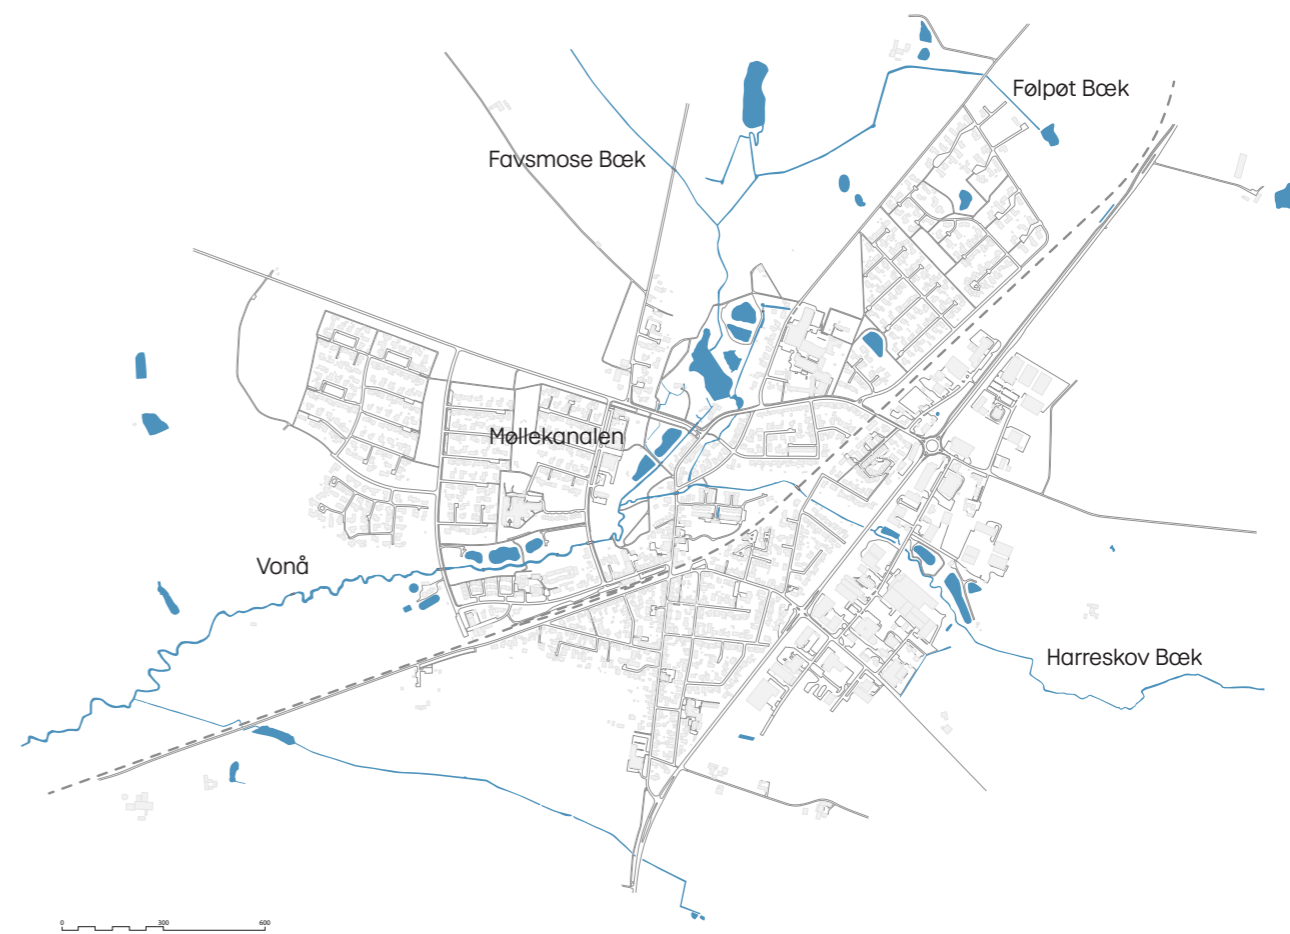 Følpøt Bæk
Favsmose Bæk
Møllekanalen
Vonå
Harreskov Bæk
0 300 600